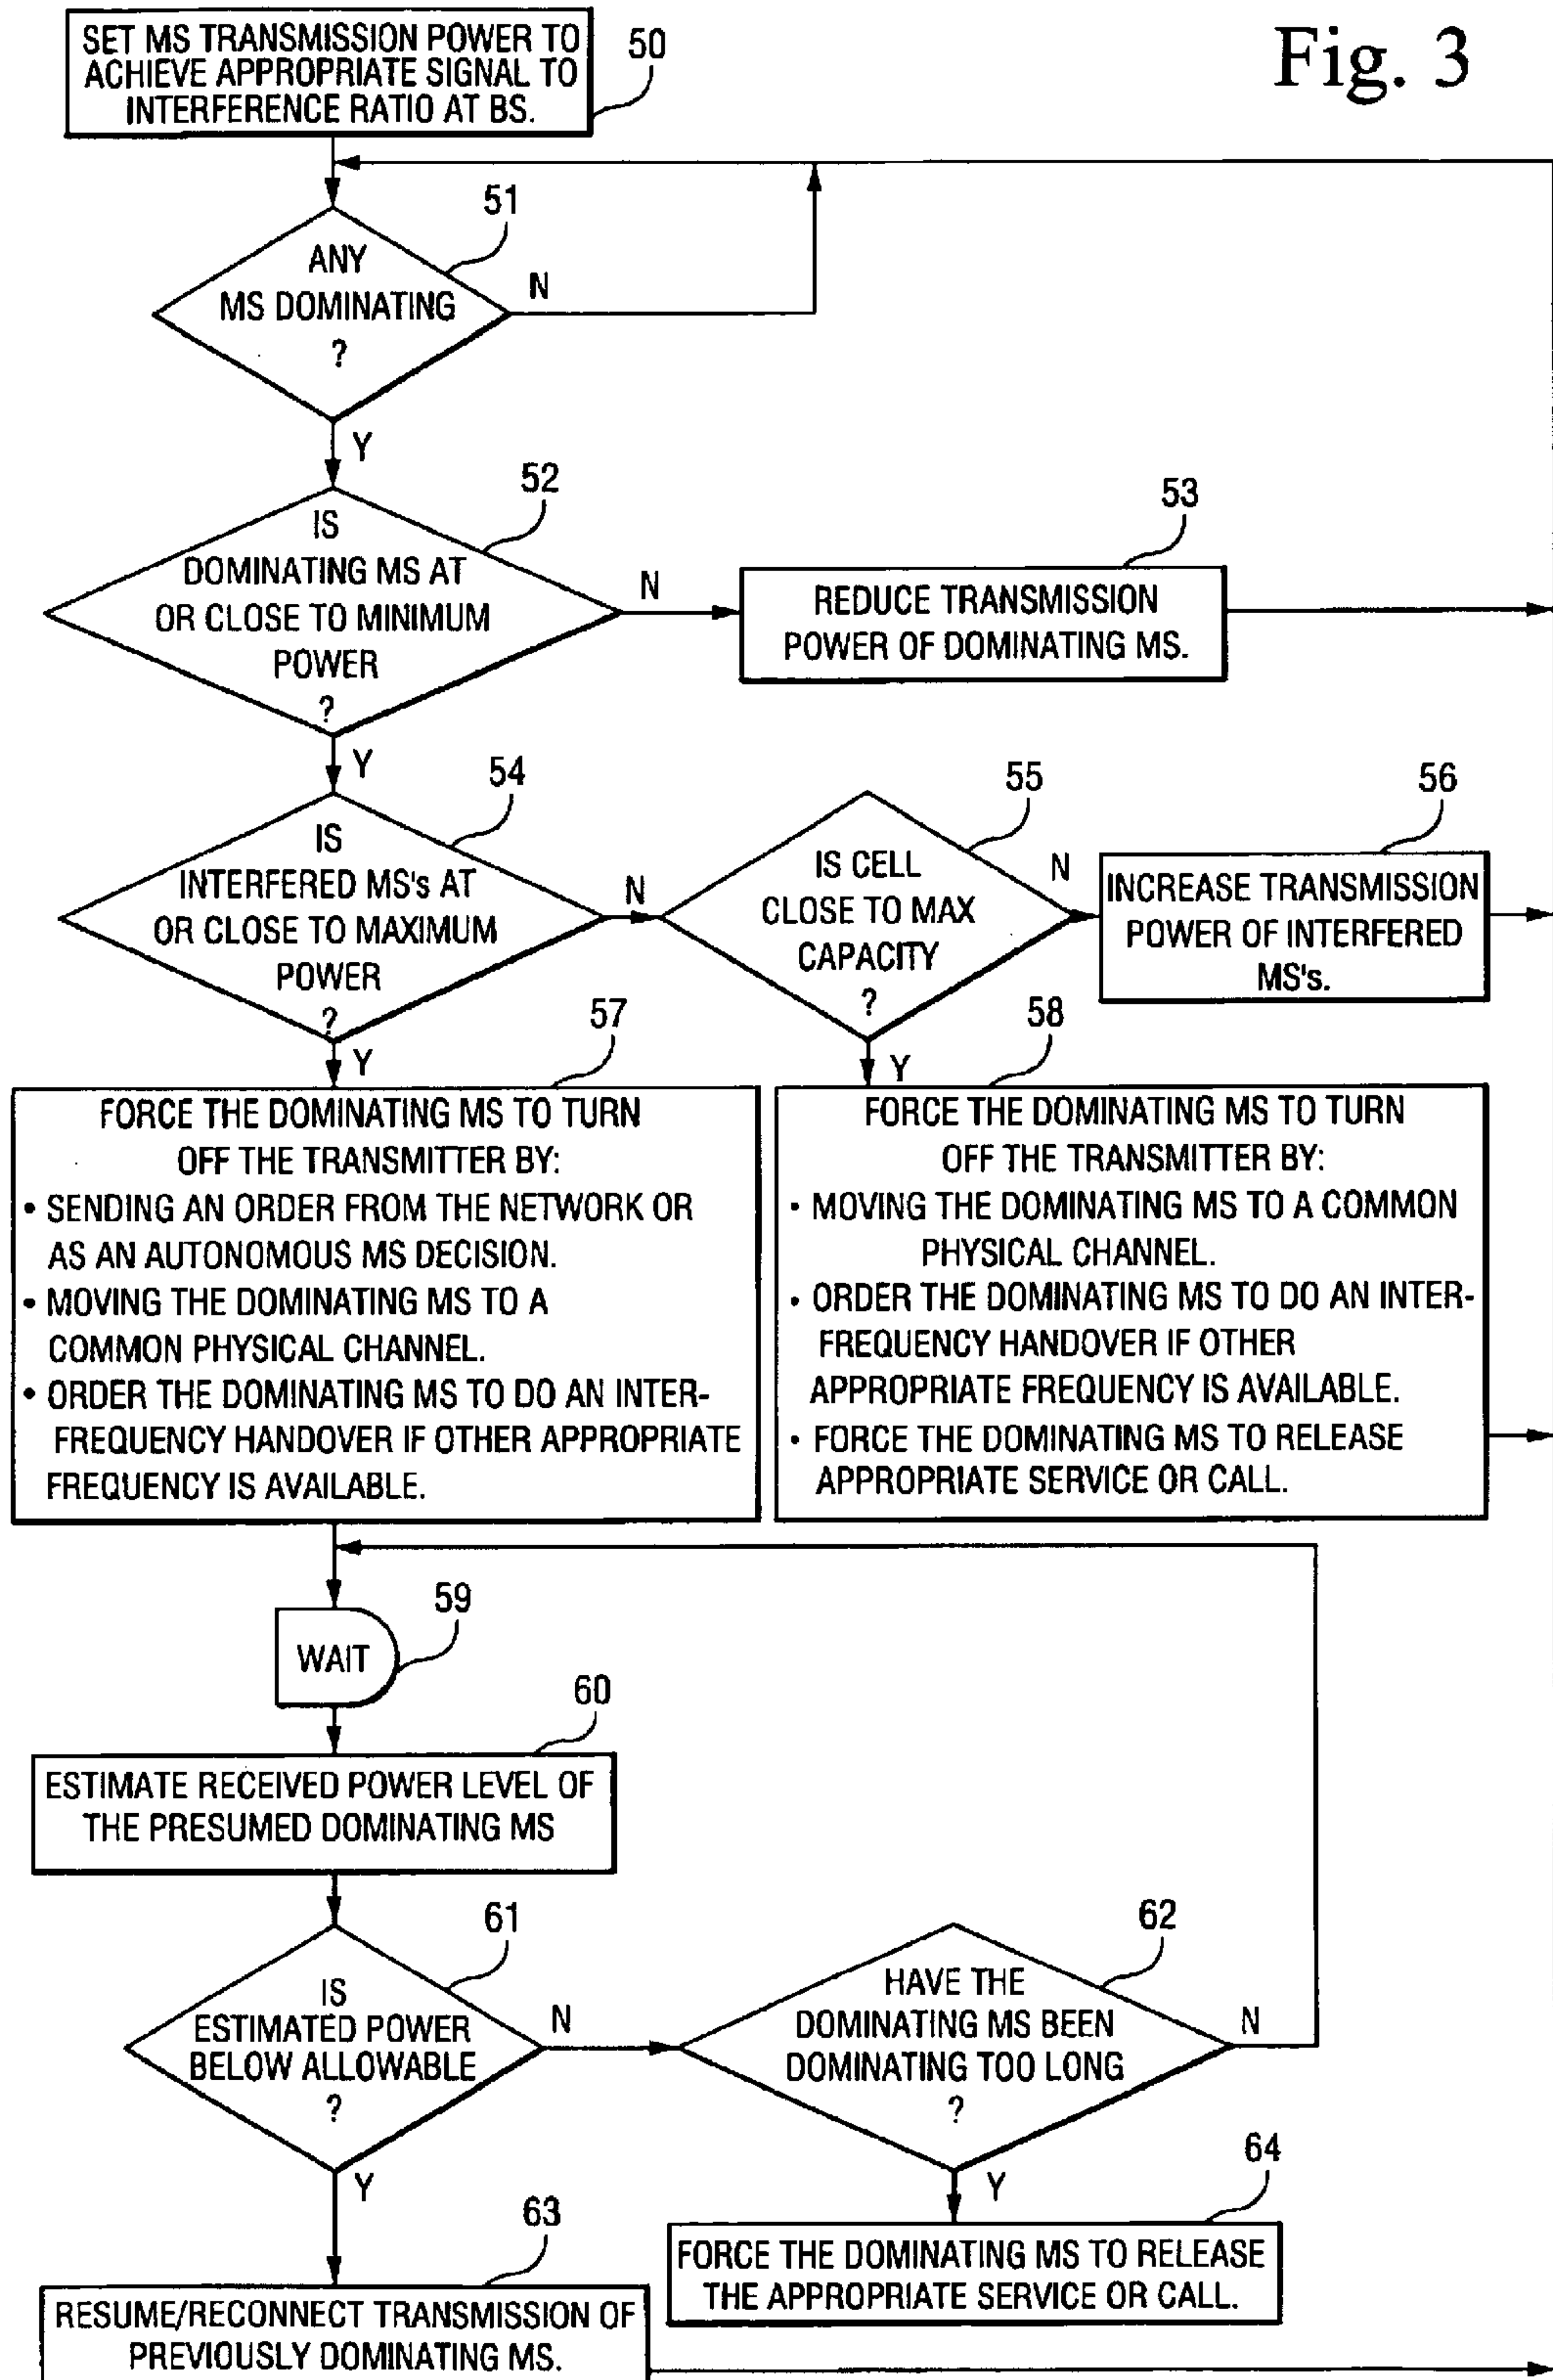 Fig. 3
SET MS TRANSMISSION POWER TO
ACHIEVE APPROPRIATE SIGNAL TO
INTERFERENCE RATIO AT BS.
50
51
ANY
MS DOMINATING
?
N
Y
52
IS
DOMINATING MS AT
OR CLOSE TO MINIMUM
POWER
?
N
53
REDUCE TRANSMISSION
POWER OF DOMINATING MS.
Y
54
IS
INTERFERED MS's AT
OR CLOSE TO MAXIMUM
POWER
?
N
55
IS CELL
CLOSE TO MAX
CAPACITY
?
N
56
INCREASE TRANSMISSION
POWER OF INTERFERED
MS's.
Y
57
FORCE THE DOMINATING MS TO TURN
OFF THE TRANSMITTER BY:
• SENDING AN ORDER FROM THE NETWORK OR
AS AN AUTONOMOUS MS DECISION.
• MOVING THE DOMINATING MS TO A
COMMON PHYSICAL CHANNEL.
• ORDER THE DOMINATING MS TO DO AN INTER-
FREQUENCY HANDOVER IF OTHER APPROPRIATE
FREQUENCY IS AVAILABLE.
Y
58
FORCE THE DOMINATING MS TO TURN
OFF THE TRANSMITTER BY:
• MOVING THE DOMINATING MS TO A COMMON
PHYSICAL CHANNEL.
• ORDER THE DOMINATING MS TO DO AN INTER-
FREQUENCY HANDOVER IF OTHER
APPROPRIATE FREQUENCY IS AVAILABLE.
• FORCE THE DOMINATING MS TO RELEASE
APPROPRIATE SERVICE OR CALL.
59
WAIT
60
ESTIMATE RECEIVED POWER LEVEL OF
THE PRESUMED DOMINATING MS
61
IS
ESTIMATED POWER
BELOW ALLOWABLE
?
N
62
HAVE THE
DOMINATING MS BEEN
DOMINATING TOO LONG
?
N
Y
63
RESUME/RECONNECT TRANSMISSION OF
PREVIOUSLY DOMINATING MS.
Y
64
FORCE THE DOMINATING MS TO RELEASE
THE APPROPRIATE SERVICE OR CALL.